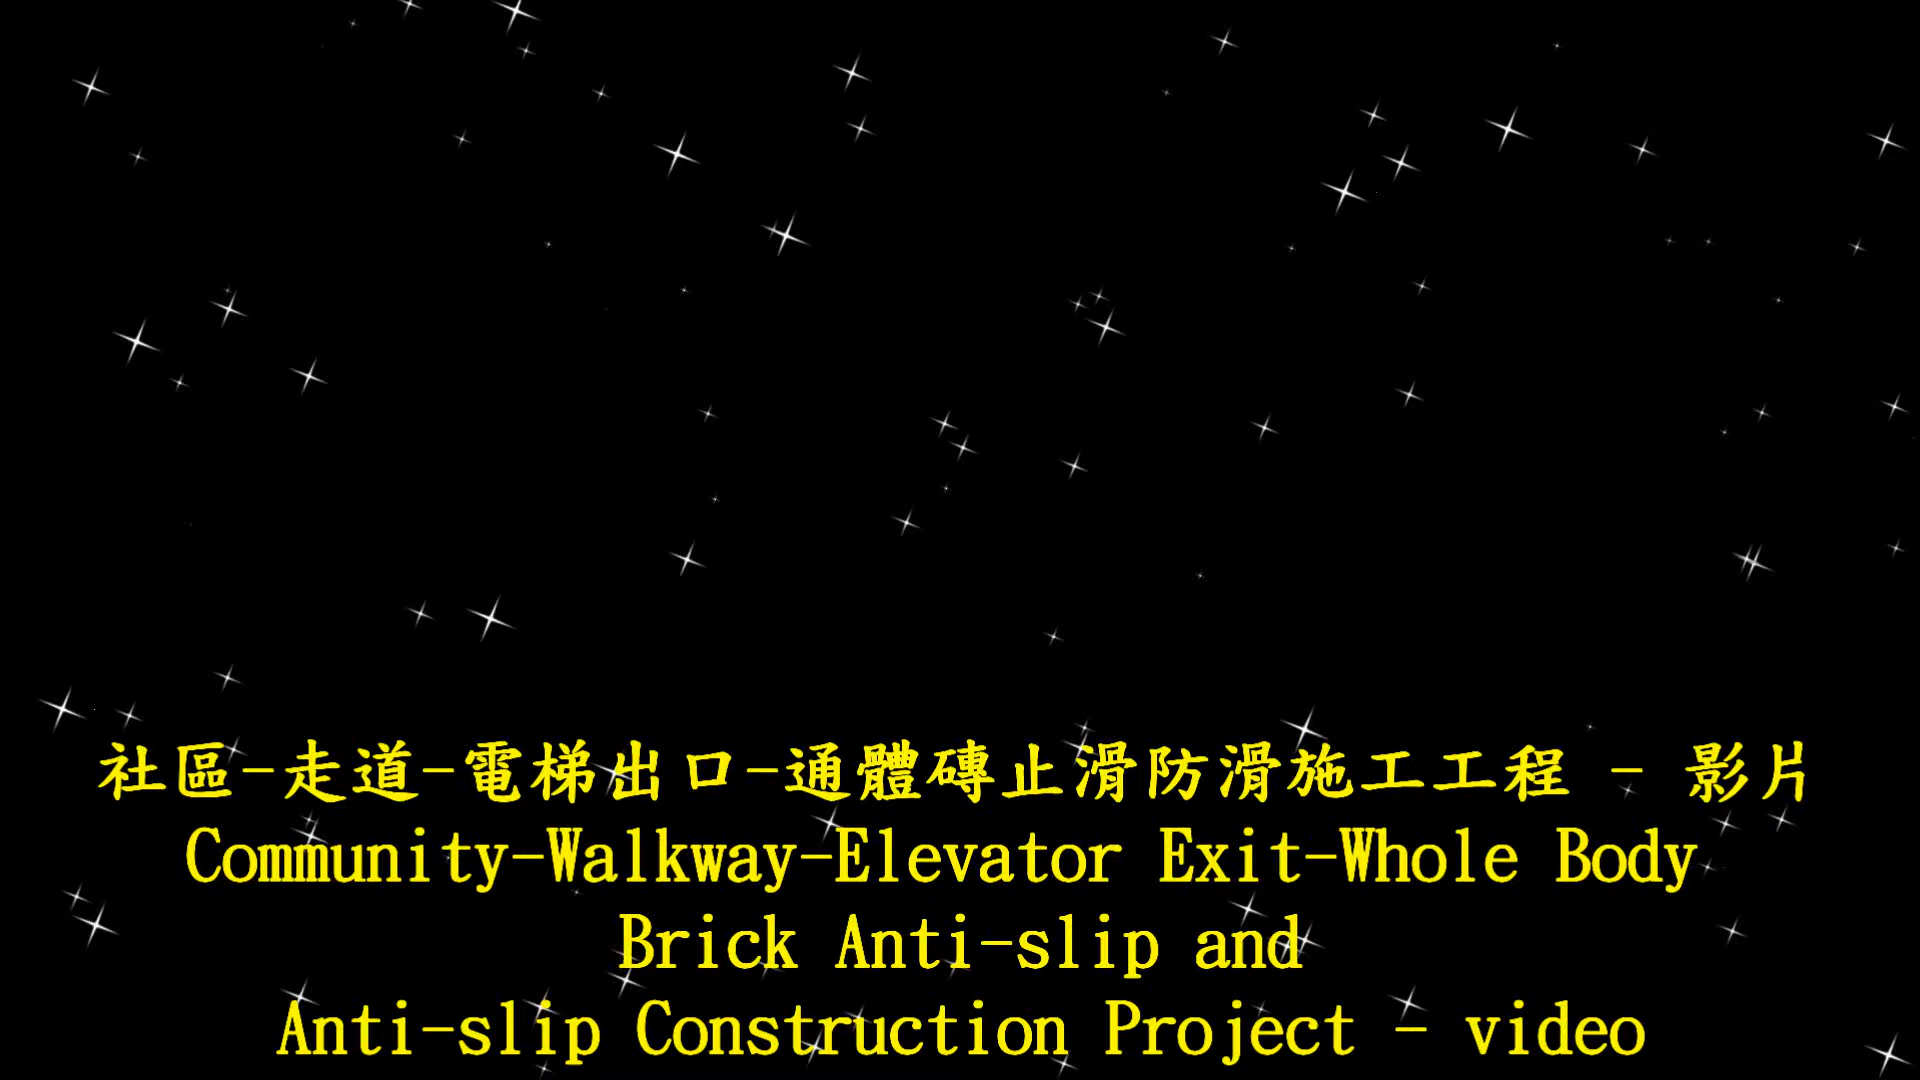 社區-走道-電梯出口-通體磚止滑防滑施工工程 - 影片
Community-Walkway-Elevator Exit-Whole Body
Brick Anti-slip and
Anti-slip Construction Project - video